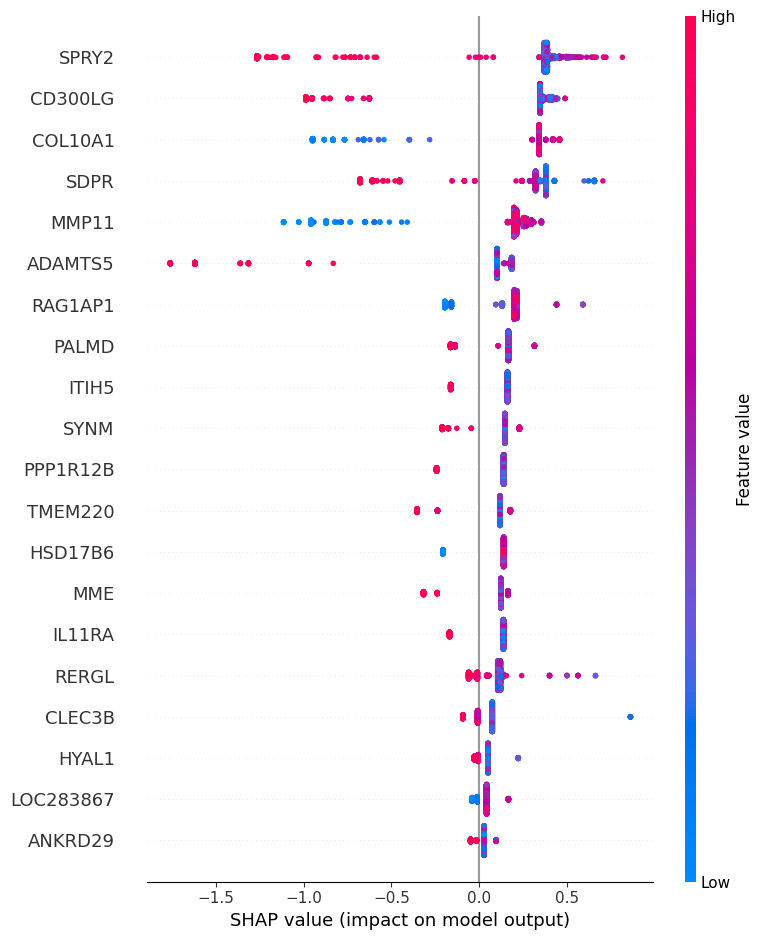 High
SPRY2
CD300LG
COL10A1
SDPR
MMP11
ADAMTS5
RAG1AP1
PALMD
ITIH5
SYNM
PPP1R12B
TMEM220
HSD17B6
MME
IL11RA
RERGL
CLEC3B
HYAL1
LOC283867
ANKRD29
Feature value
Low
−1.5 −1.0 −0.5 0.0 0.5
SHAP value (impact on model output)